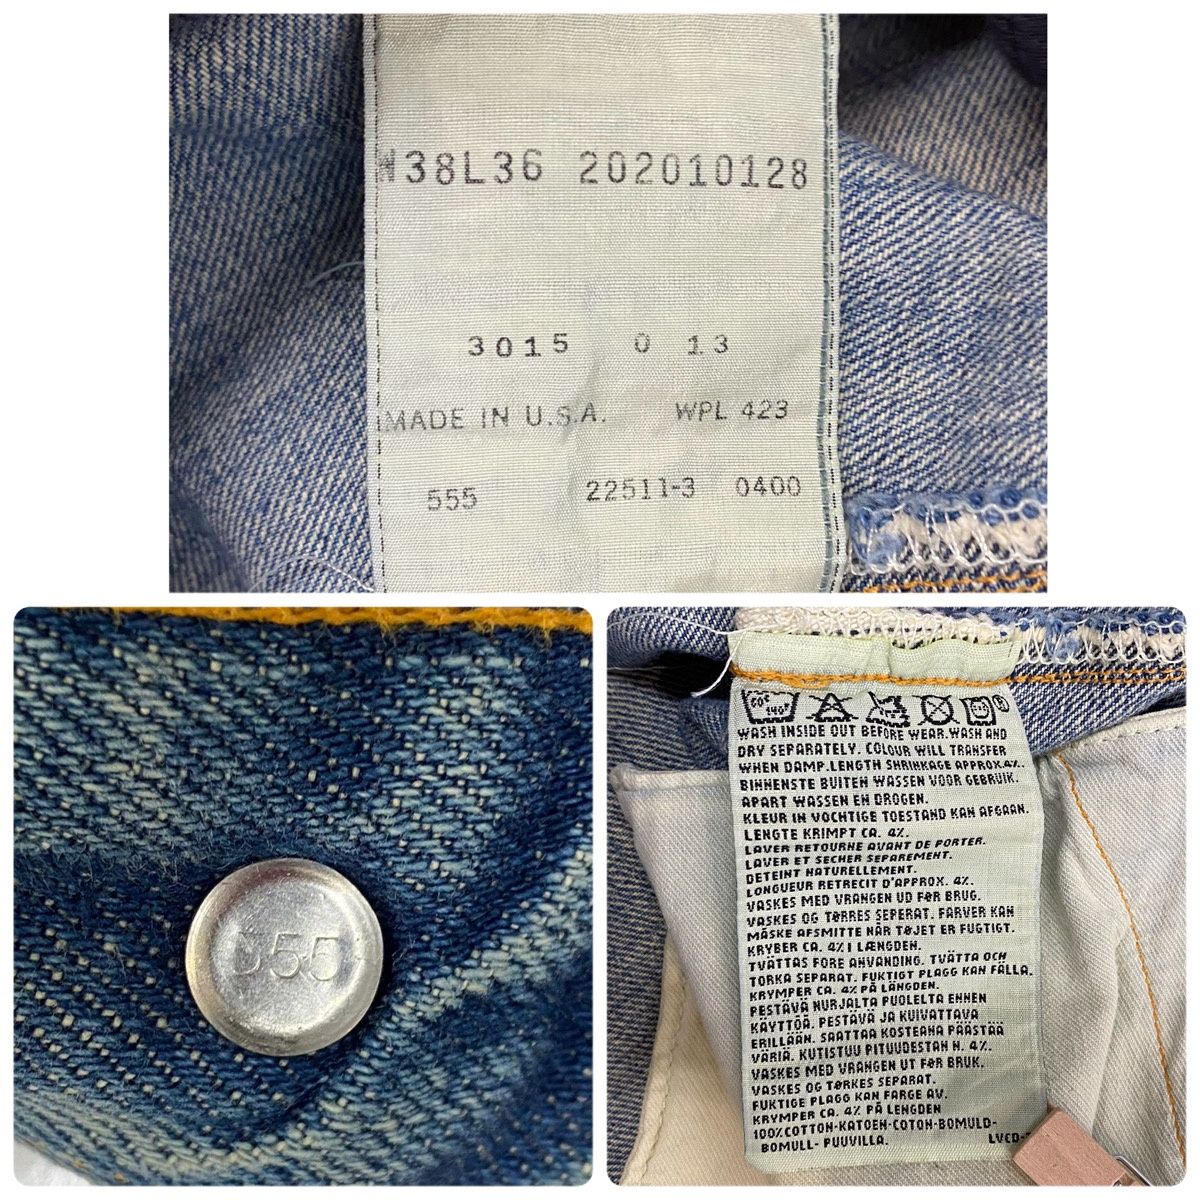 W38L36 202010128
3015 0 13
MADE IN U.S.A. WPL 423
555 22511-3 0400
555
60° 140°F
WASH INSIDE OUT BEFORE WEAR.WASH AND
DRY SEPARATELY. COLOUR WILL TRANSFER
WHEN DAMP.LENGTH SHRINKAGE APPROX.4%.
BINNENSTE BUITEN WASSEN VOOR GEBRUIK.
APART WASSEN EN DROGEN.
KLEUR IN VOCHTIGE TOESTAND KAN AFGAAN.
LENGTE KRIMPT CA. 4%.
LAVER RETOURNE AVANT DE PORTER.
LAVER ET SECHER SEPAREMENT.
DETEINT NATURELLEMENT.
LONGUEUR RETRECIT D'APPROX. 4%.
VASKES MED VRANGEN UD FØR BRUG.
VASKES OG TØRRES SEPERAT. FARVER KAN
MÅSKE AFSMITTE NÅR TØJET ER FUGTIGT.
KRYBER CA. 4% I LÆNGDEN.
TVÄTTAS FÖRE ANVANDING. TVÄTTA OCH
TORKA SEPARAT. FUKTIGT PLAGG KAN FÄLLA.
KRYMPER CA. 4% PÅ LÄNGDEN.
PESTÄVÄ NURJALTA PUOLELTA ENNEN
KÄYTTÖÄ. PESTÄVÄ JA KUIVATTAVA
ERILLÄÄN. SAATTAA KOSTEANA PÄÄSTÄÄ
VÄRIÄ. KUTISTUU PITUUDESTAN N. 4%.
VASKES MED VRANGEN UT FØR BRUK.
VASKES OG TØRKES SEPARAT.
FUKTIGE PLAGG KAN FARGE AV.
KRYMPER CA. 4% PÅ LENGDEN
100%COTTON-KATOEN-COTON-BOMULD-
BOMULL- PUUVILLA. LVCD-